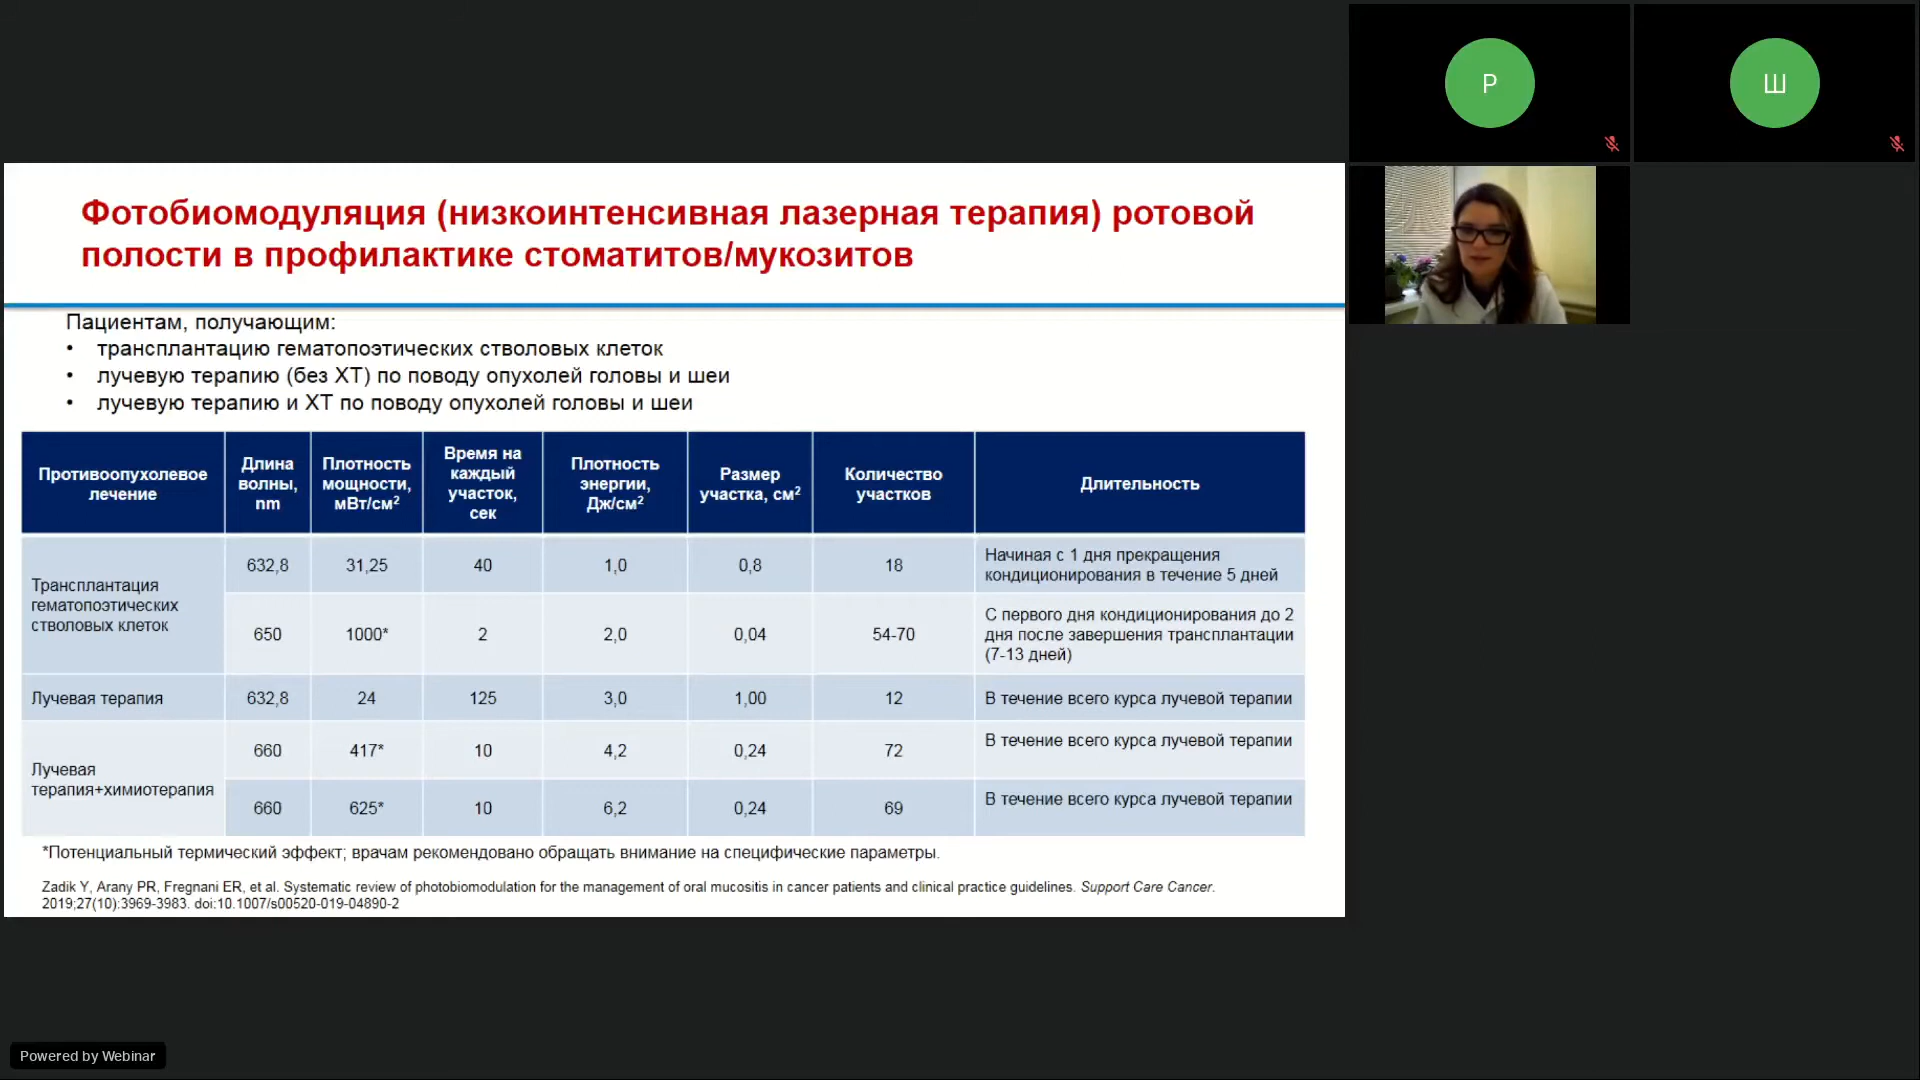 Р
Ш
Фотобиомодуляция (низкоинтенсивная лазерная терапия) ротовой
полости в профилактике стоматитов/мукозитов
Пациентам, получающим:
• трансплантацию гематопоэтических стволовых клеток
• лучевую терапию (без ХТ) по поводу опухолей головы и шеи
• лучевую терапию и ХТ по поводу опухолей головы и шеи
Противоопухолевое
лечение
Длина
волны,
nm
Плотность
мощности,
мВт/см²
Время на
каждый
участок,
сек
Плотность
энергии,
Дж/см²
Размер
участка, см²
Количество
участков
Длительность
Трансплантация
гематопоэтических
стволовых клеток
632,8
31,25
40
1,0
0,8
18
Начиная с 1 дня прекращения
кондиционирования в течение 5 дней
650
1000*
2
2,0
0,04
54-70
С первого дня кондиционирования до 2
дня после завершения трансплантации
(7-13 дней)
Лучевая терапия
632,8
24
125
3,0
1,00
12
В течение всего курса лучевой терапии
Лучевая
терапия+химиотерапия
660
417*
10
4,2
0,24
72
В течение всего курса лучевой терапии
660
625*
10
6,2
0,24
69
В течение всего курса лучевой терапии
*Потенциальный термический эффект; врачам рекомендовано обращать внимание на специфические параметры.
Zadik Y, Arany PR, Fregnani ER, et al. Systematic review of photobiomodulation for the management of oral mucositis in cancer patients and clinical practice guidelines. Support Care Cancer.
2019;27(10):3969-3983. doi:10.1007/s00520-019-04890-2
Powered by Webinar